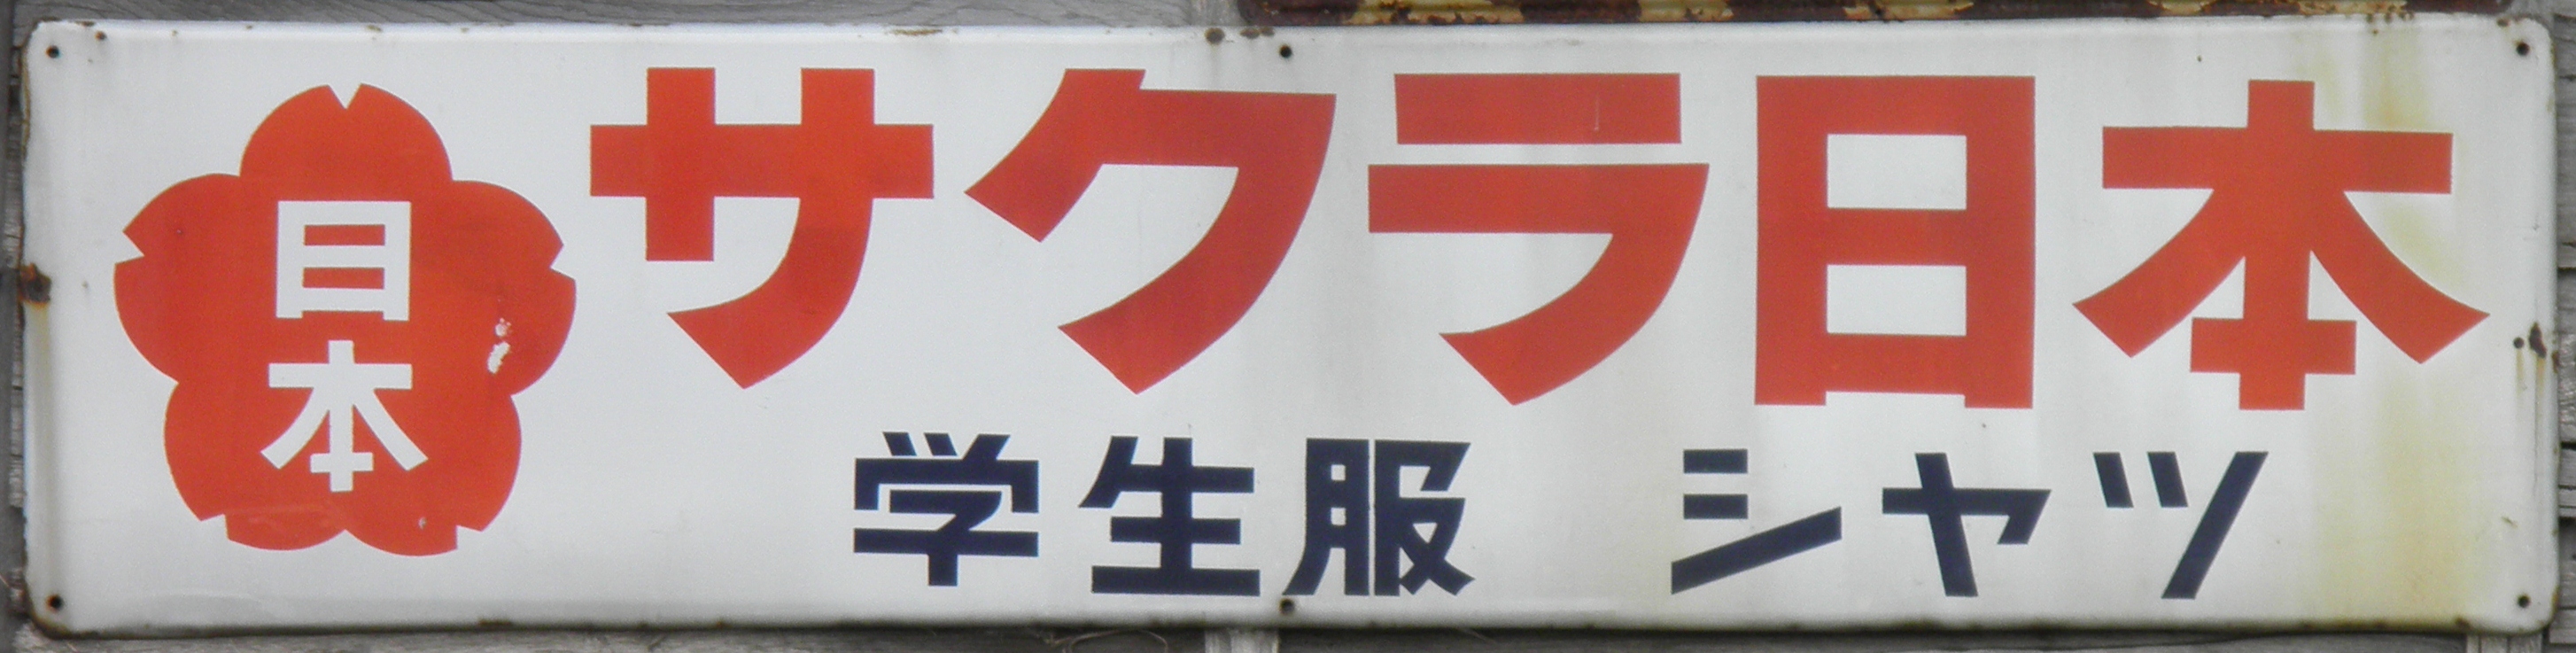 日本
サクラ日本
学生服 シャツ